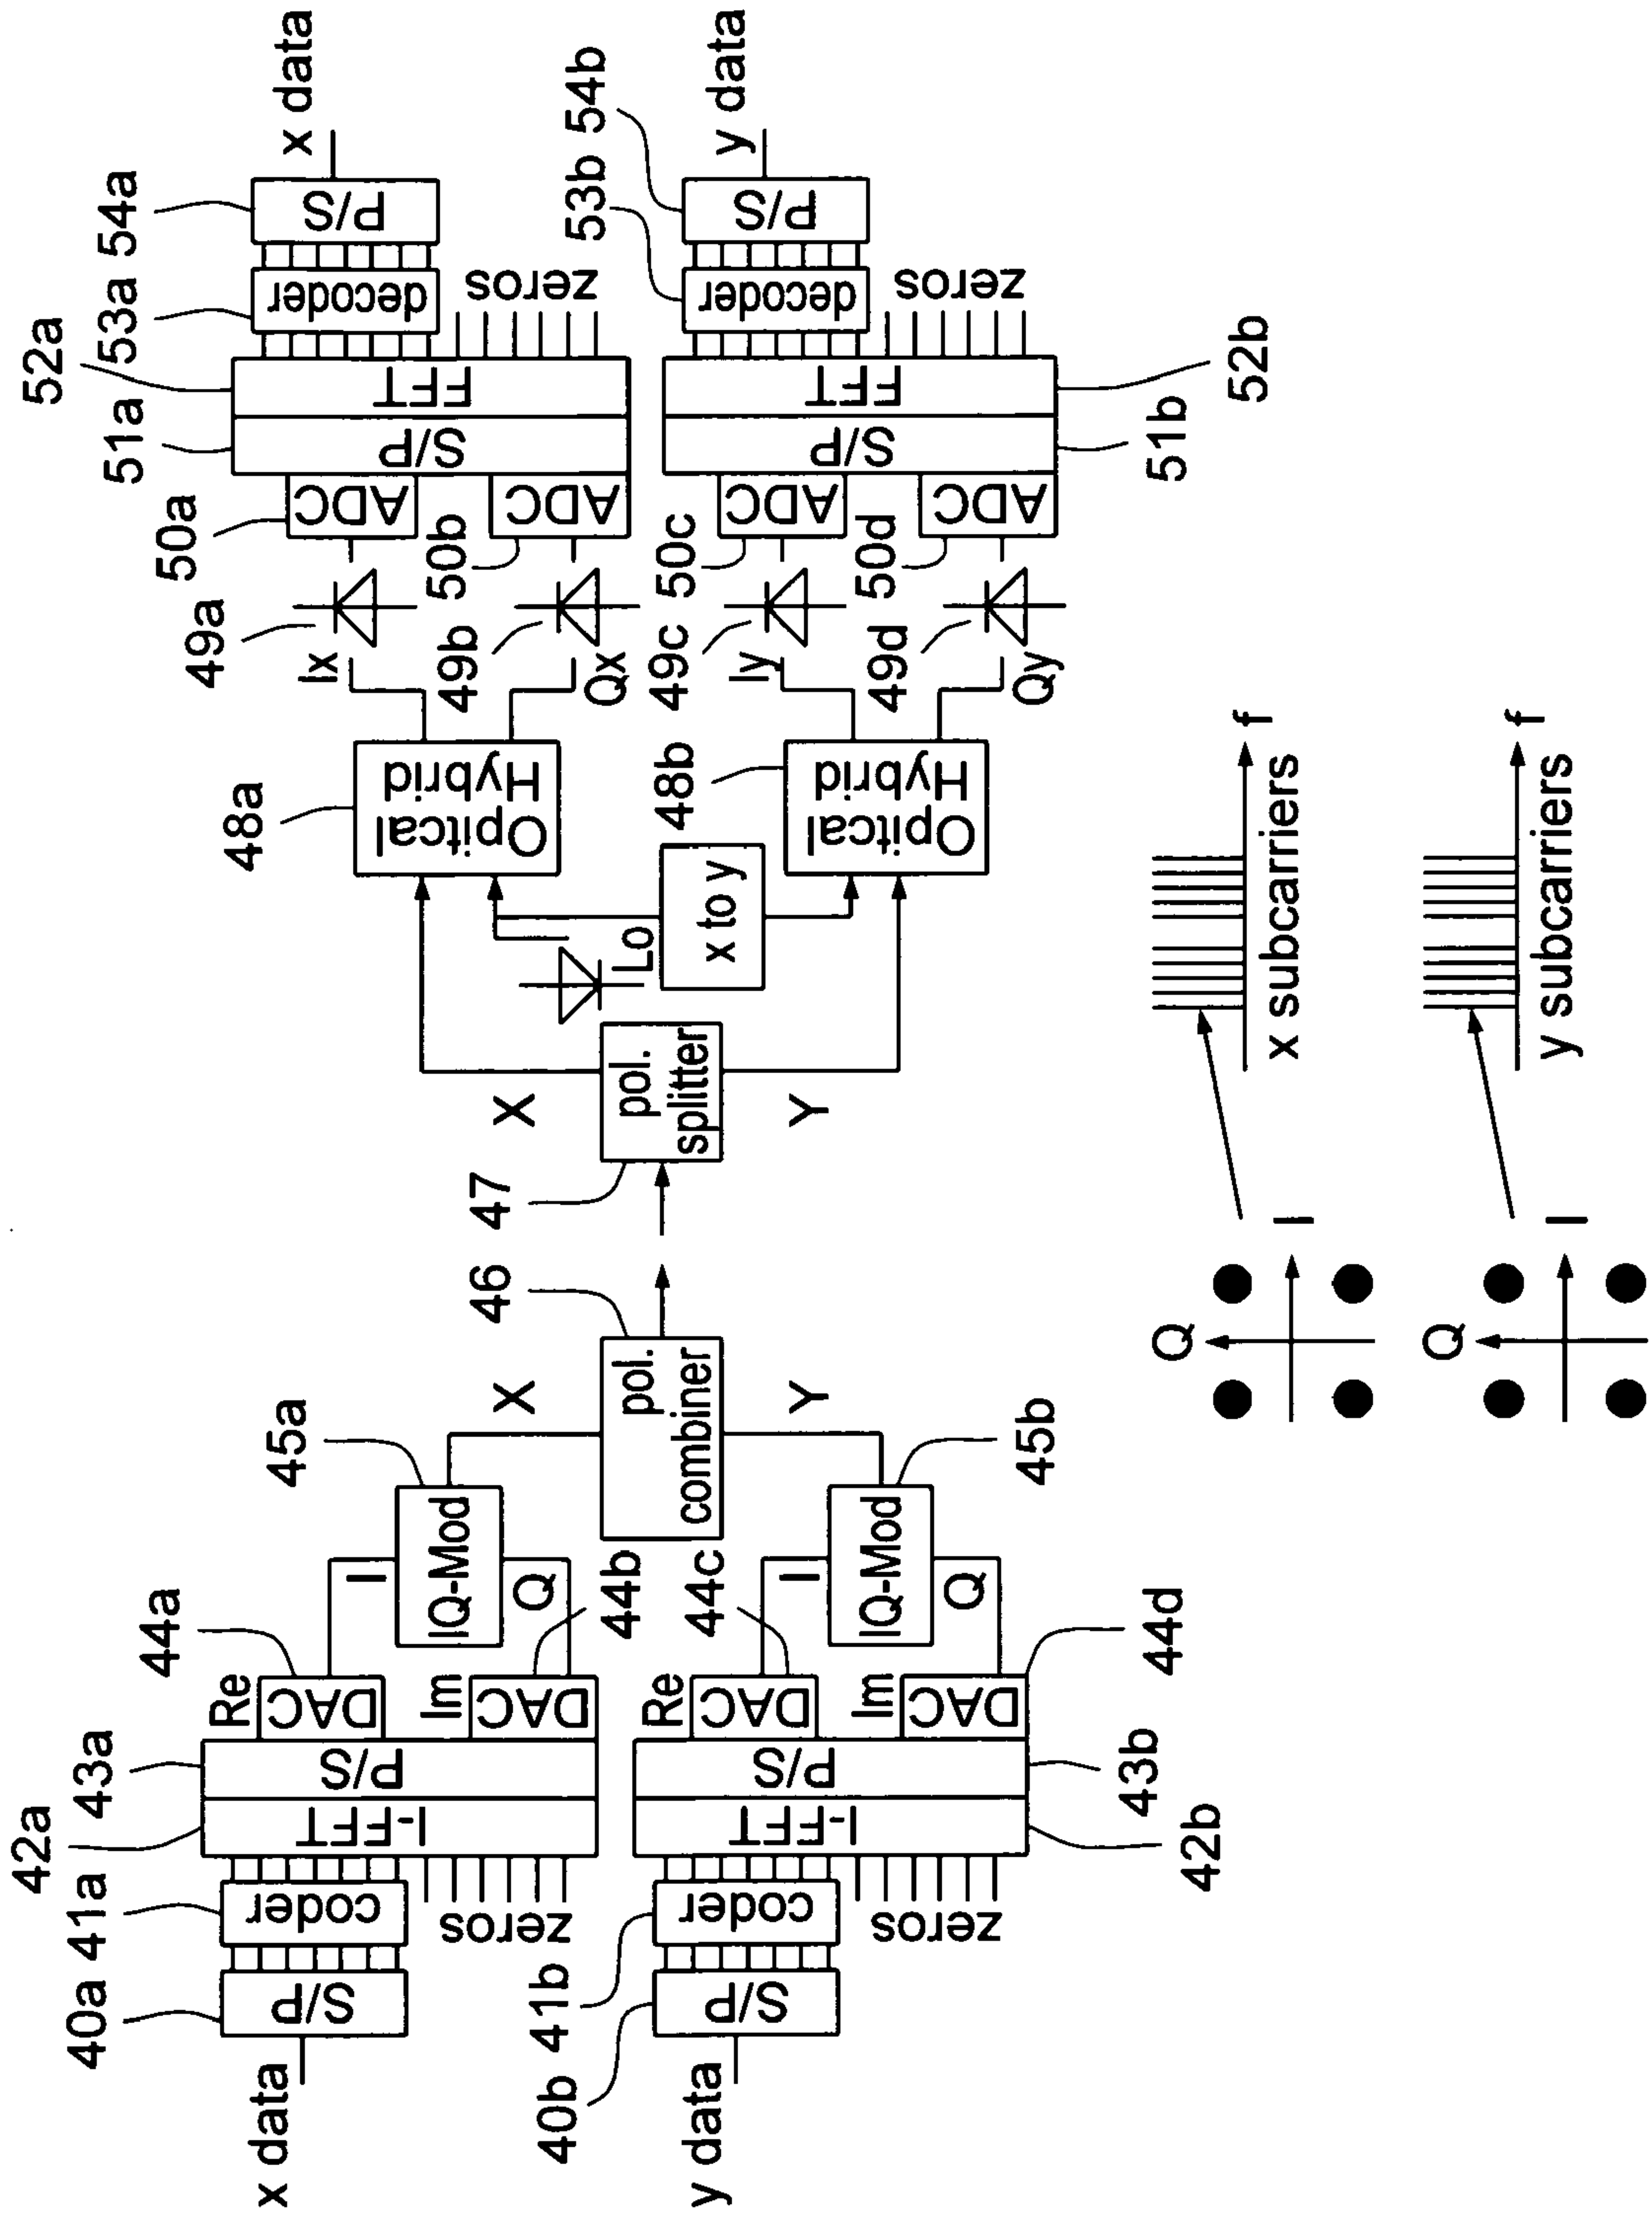 x data
40a
S/P
41a
coder
zeros
42a
I-FFT
43a
P/S
Re
44a
DAC
Im
DAC
44b
I
Q
45a
IQ-Mod
X
y data
40b
S/P
41b
coder
zeros
42b
I-FFT
43b
P/S
Re
44c
DAC
Im
DAC
44d
I
Q
45b
IQ-Mod
Y
46
pol.
combiner
47
pol.
splitter
X
Y
Lo
x to y
48a
Opitcal
Hybrid
Ix
49a
Qx
49b
50a
ADC
50b
ADC
51a
S/P
52a
FFT
zeros
53a
decoder
54a
P/S
x data
48b
Opitcal
Hybrid
Iy
49c
Qy
49d
50c
ADC
50d
ADC
51b
S/P
52b
FFT
zeros
53b
decoder
54b
P/S
y data
Q
I
f
x subcarriers
Q
I
f
y subcarriers